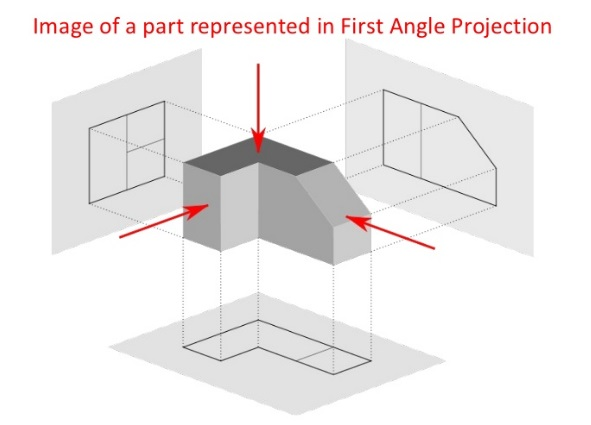 Image of a part represented in First Angle Projection